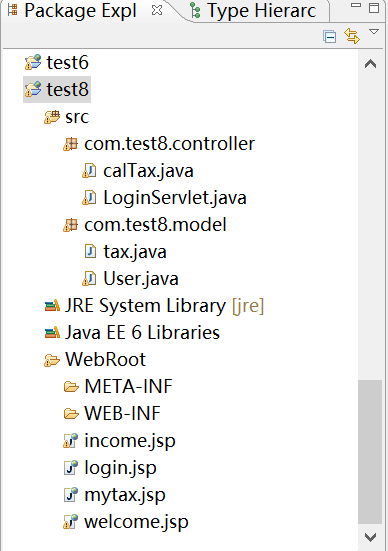 Package Expl Type Hierarc
test6
test8
src
com.test8.controller
calTax.java
LoginServlet.java
com.test8.model
tax.java
User.java
JRE System Library [jre]
Java EE 6 Libraries
WebRoot
META-INF
WEB-INF
income.jsp
login.jsp
mytax.jsp
welcome.jsp